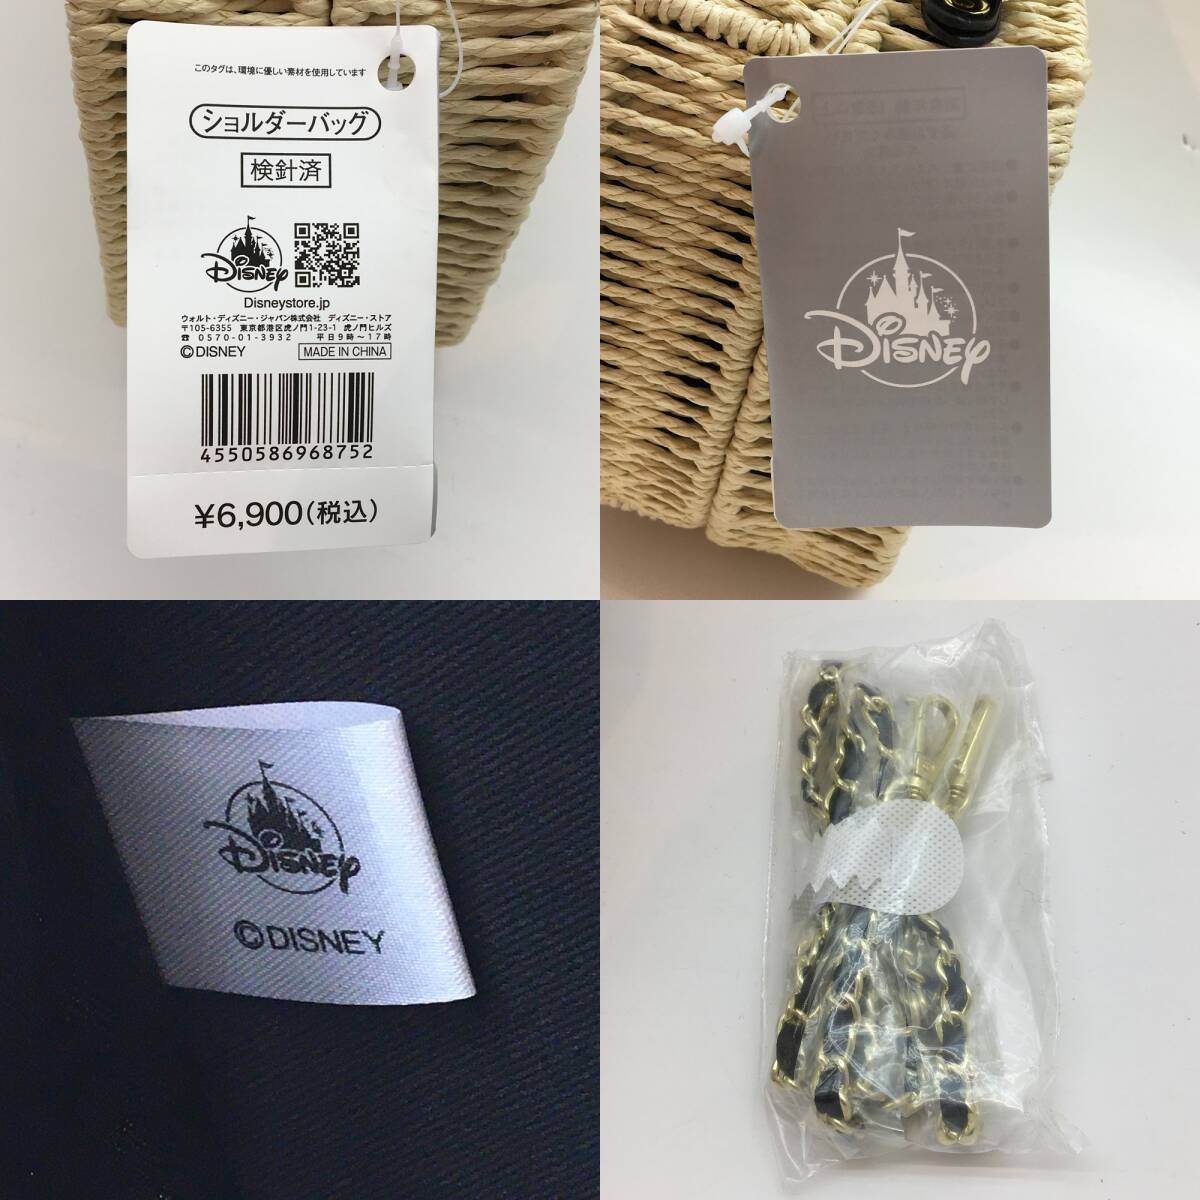 このタグは、環境に優しい素材を使用しています
ショルダーバッグ
検針済
DISNEY
Disneystore.jp
ウォルト・ディズニー・ジャパン株式会社 ディズニー・ストア
〒105-6355 東京都港区虎ノ門1-23-1 虎ノ門ヒルズ
☎ 0570-01-3932 平日9時～17時
©DISNEY MADE IN CHINA
4550586968752
¥6,900(税込)
DISNEY
DISNEY
©DISNEY